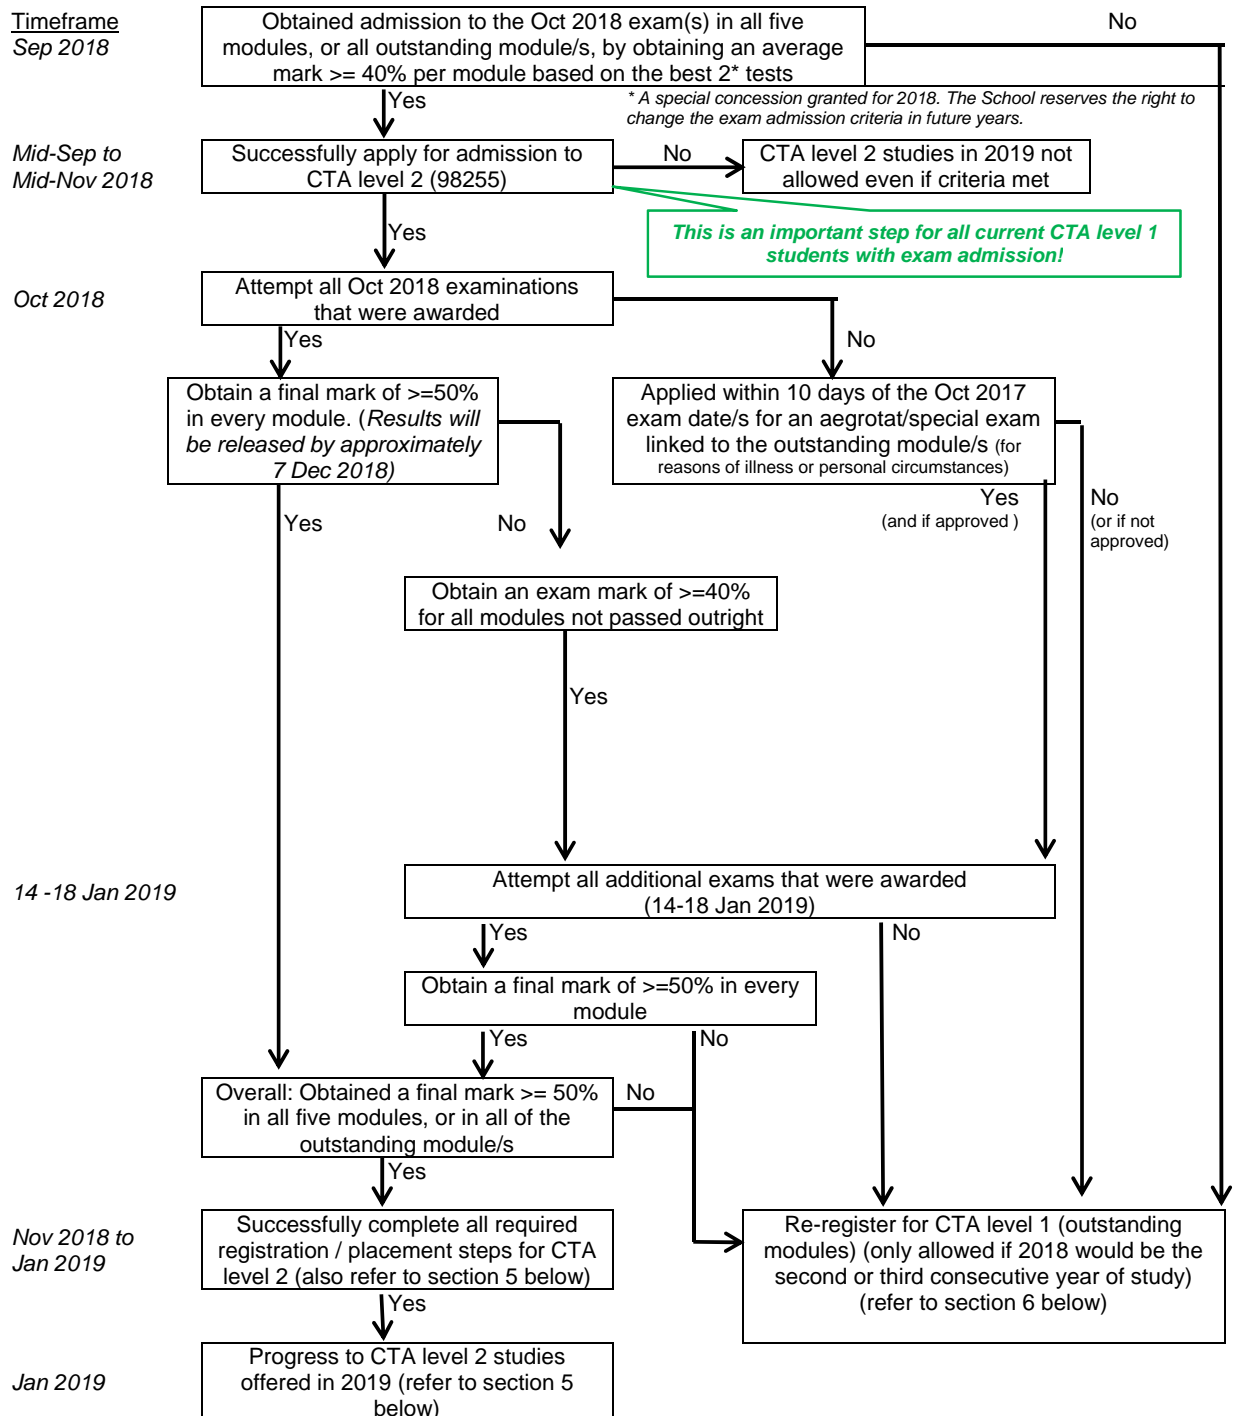 Timeframe
Sep 2018
Obtained admission to the Oct 2018 exam(s) in all five
modules, or all outstanding module/s, by obtaining an average
mark >= 40% per module based on the best 2* tests
No
Yes
* A special concession granted for 2018. The School reserves the right to
change the exam admission criteria in future years.
Mid-Sep to
Mid-Nov 2018
Successfully apply for admission to
CTA level 2 (98255)
No
CTA level 2 studies in 2019 not
allowed even if criteria met
Yes
This is an important step for all current CTA level 1
students with exam admission!
Oct 2018
Attempt all Oct 2018 examinations
that were awarded
Yes
No
Obtain a final mark of >=50%
in every module. (Results will
be released by approximately
7 Dec 2018)
Applied within 10 days of the Oct 2017
exam date/s for an aegrotat/special exam
linked to the outstanding module/s (for
reasons of illness or personal circumstances)
Yes
No
Yes
(and if approved )
No
(or if not
approved)
Obtain an exam mark of >=40%
for all modules not passed outright
Yes
14 -18 Jan 2019
Attempt all additional exams that were awarded
(14-18 Jan 2019)
Yes
No
Obtain a final mark of >=50% in every
module
Yes
No
Overall: Obtained a final mark >= 50%
in all five modules, or in all of the
outstanding module/s
No
Yes
Nov 2018 to
Jan 2019
Successfully complete all required
registration / placement steps for CTA
level 2 (also refer to section 5 below)
Re-register for CTA level 1 (outstanding
modules) (only allowed if 2018 would be the
second or third consecutive year of study)
(refer to section 6 below)
Yes
Jan 2019
Progress to CTA level 2 studies
offered in 2019 (refer to section 5
below)